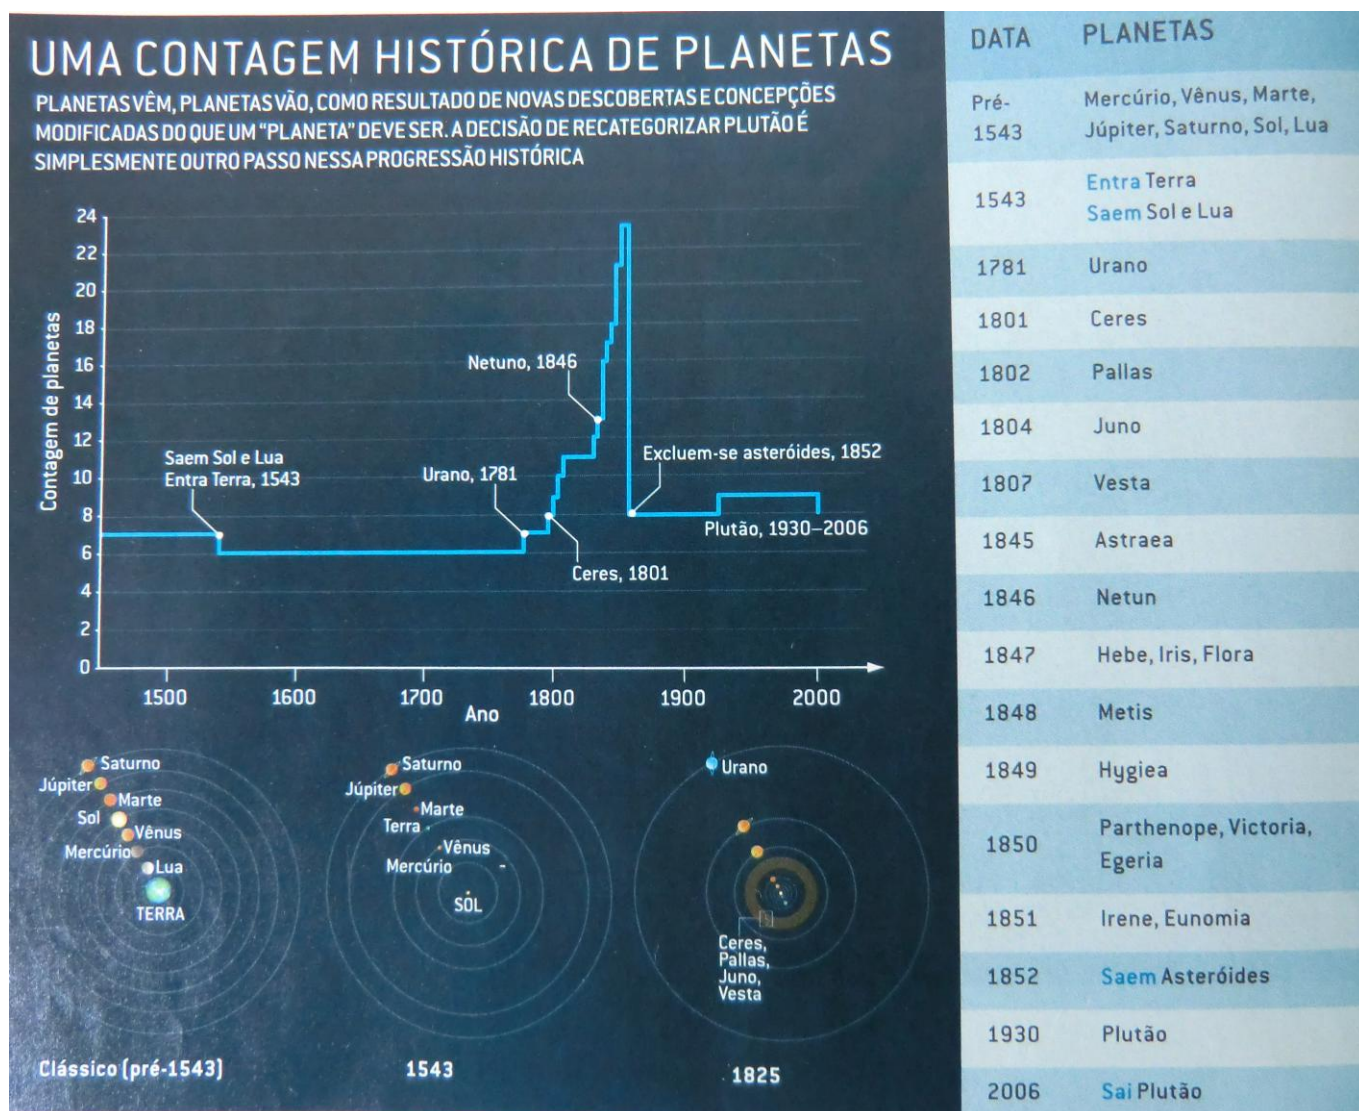 UMA CONTAGEM HISTÓRICA DE PLANETAS
PLANETAS VÊM, PLANETAS VÃO, COMO RESULTADO DE NOVAS DESCOBERTAS E CONCEPÇÕES
MODIFICADAS DO QUE UM “PLANETA” DEVE SER. A DECISÃO DE RECATEGORIZAR PLUTÃO É
SIMPLESMENTE OUTRO PASSO NESSA PROGRESSÃO HISTÓRICA
Contagem de planetas
24
22
20
18
16
14
12
10
8
6
4
2
0
Netuno, 1846
Saem Sol e Lua
Entra Terra, 1543
Urano, 1781
Excluem-se asteróides, 1852
Plutão, 1930–2006
Ceres, 1801
1500 1600 1700 1800 1900 2000
Ano
Saturno
Júpiter
Marte
Sol
Vênus
Mercúrio
Lua
TERRA
Clássico (pré-1543)
Saturno
Júpiter
Marte
Terra
Vênus
Mercúrio
SOL
1543
Urano
Ceres,
Pallas,
Juno,
Vesta
1825
DATA PLANETAS
Pré-
1543
Mercúrio, Vênus, Marte,
Júpiter, Saturno, Sol, Lua
1543
Entra Terra
Saem Sol e Lua
1781 Urano
1801 Ceres
1802 Pallas
1804 Juno
1807 Vesta
1845 Astraea
1846 Netun
1847 Hebe, Iris, Flora
1848 Metis
1849 Hygiea
1850
Parthenope, Victoria,
Egeria
1851 Irene, Eunomia
1852 Saem Asteróides
1930 Plutão
2006 Sai Plutão